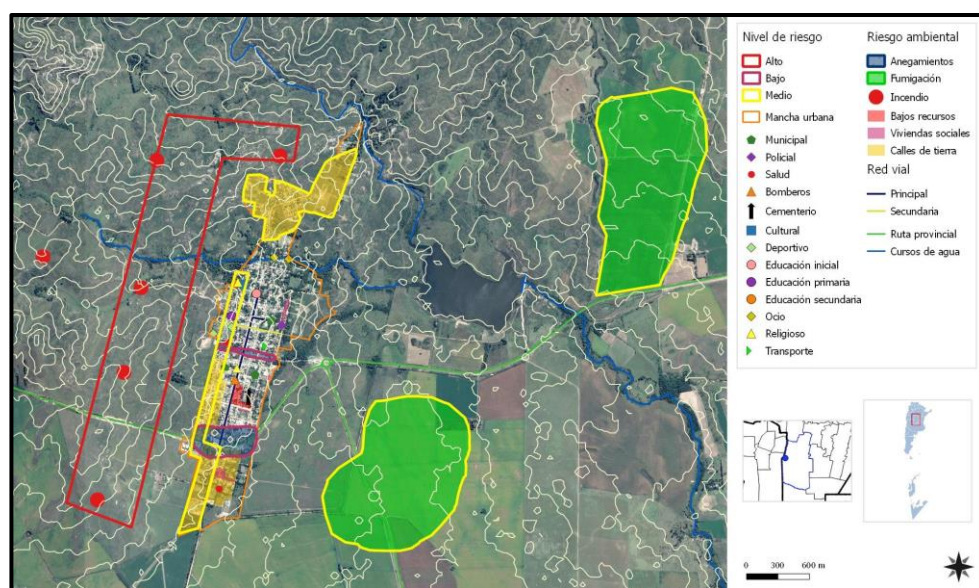 Nivel de riesgo
Alto
Bajo
Medio
Mancha urbana
Municipal
Policial
Salud
Bomberos
Cementerio
Cultural
Deportivo
Educación inicial
Educación primaria
Educación secundaria
Ocio
Religioso
Transporte
Riesgo ambiental
Anegamientos
Fumigación
Incendio
Bajos recursos
Viviendas sociales
Calles de tierra
Red vial
Principal
Secundaria
Ruta provincial
Cursos de agua
0 300 600 m